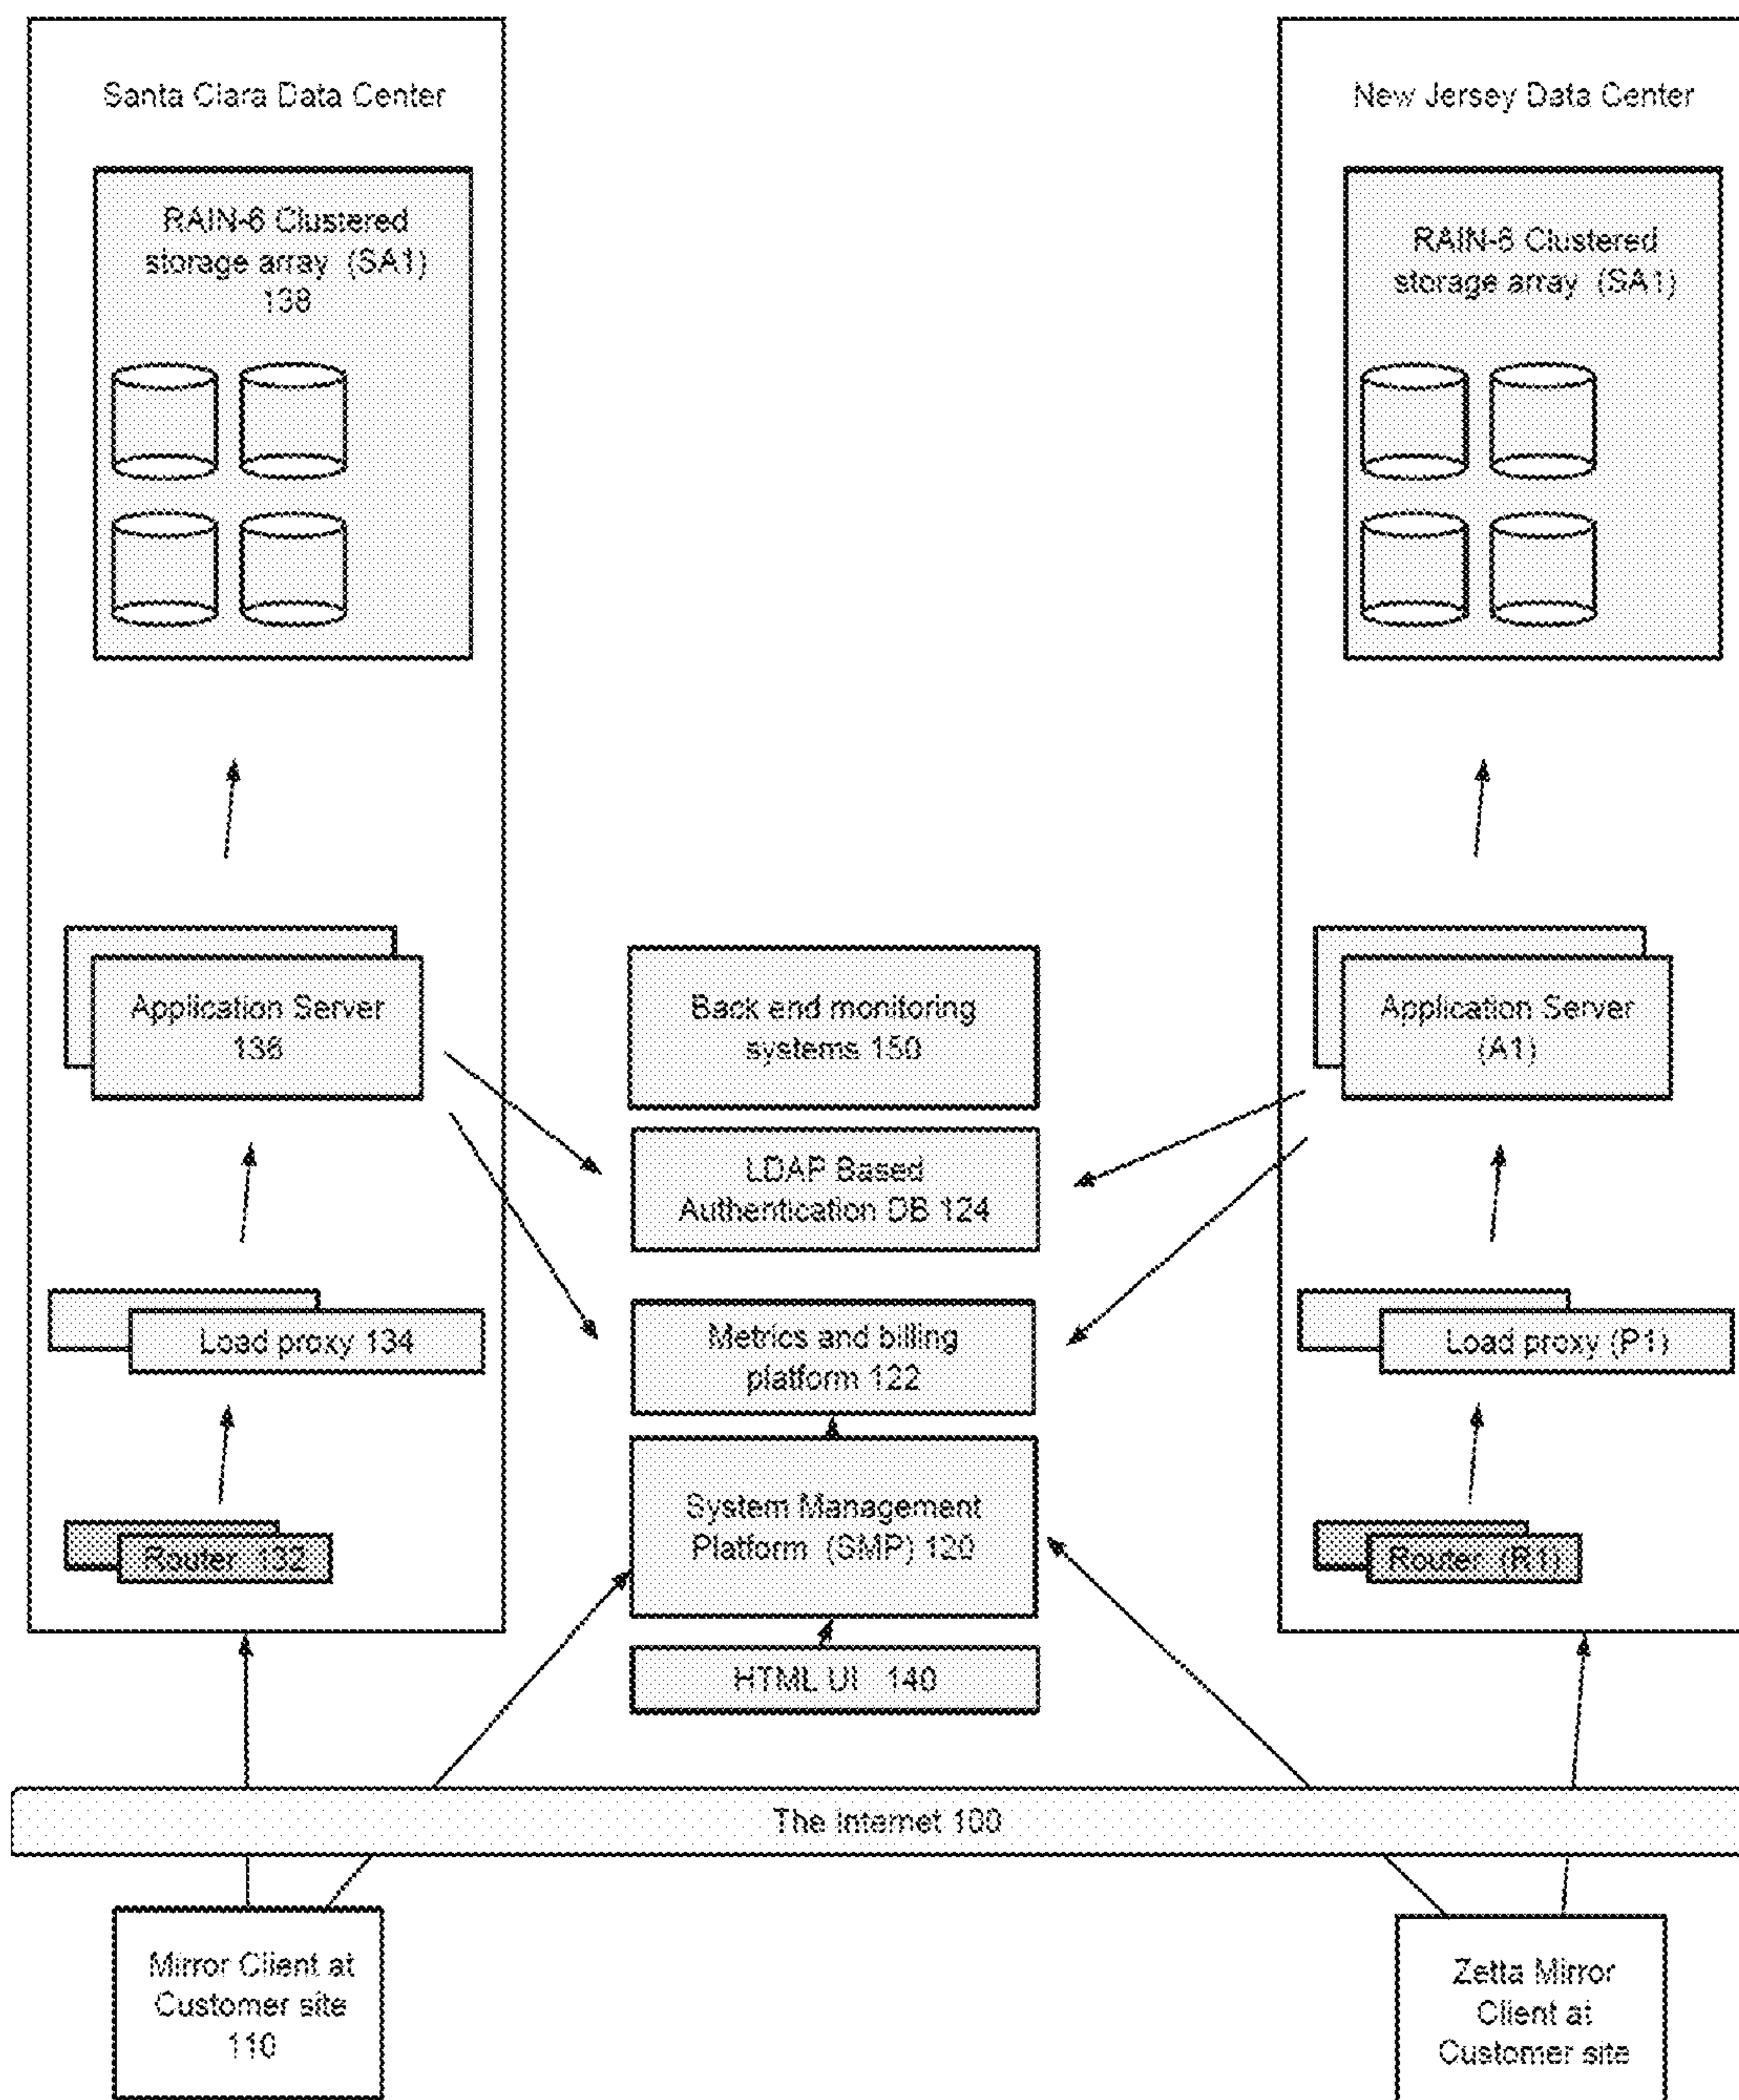 Santa Clara Data Center
RAIN-6 Clustered
storage array (SA1)
138
Application Server
136
Load proxy 134
Router 132
Back end monitoring
systems 150
LDAP Based
Authentication DB 124
Metrics and billing
platform 122
System Management
Platform (SMP) 120
HTML UI 140
New Jersey Data Center
RAIN-6 Clustered
storage array (SA1)
Application Server
(A1)
Load proxy (P1)
Router (R1)
The Internet 100
Mirror Client at
Customer site
110
Zetta Mirror
Client at
Customer site